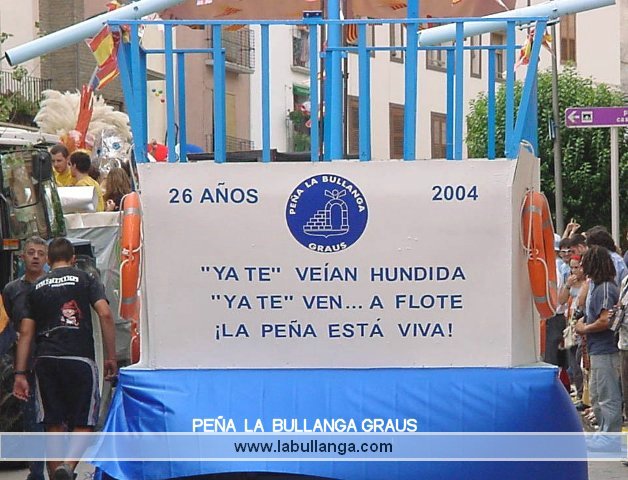 26 AÑOS
PEÑA LA BULLANGA
GRAUS
2004
"YA TE" VEÍAN HUNDIDA
"YA TE" VEN... A FLOTE
¡LA PEÑA ESTÁ VIVA!
PEÑA LA BULLANGA GRAUS
www.labullanga.com